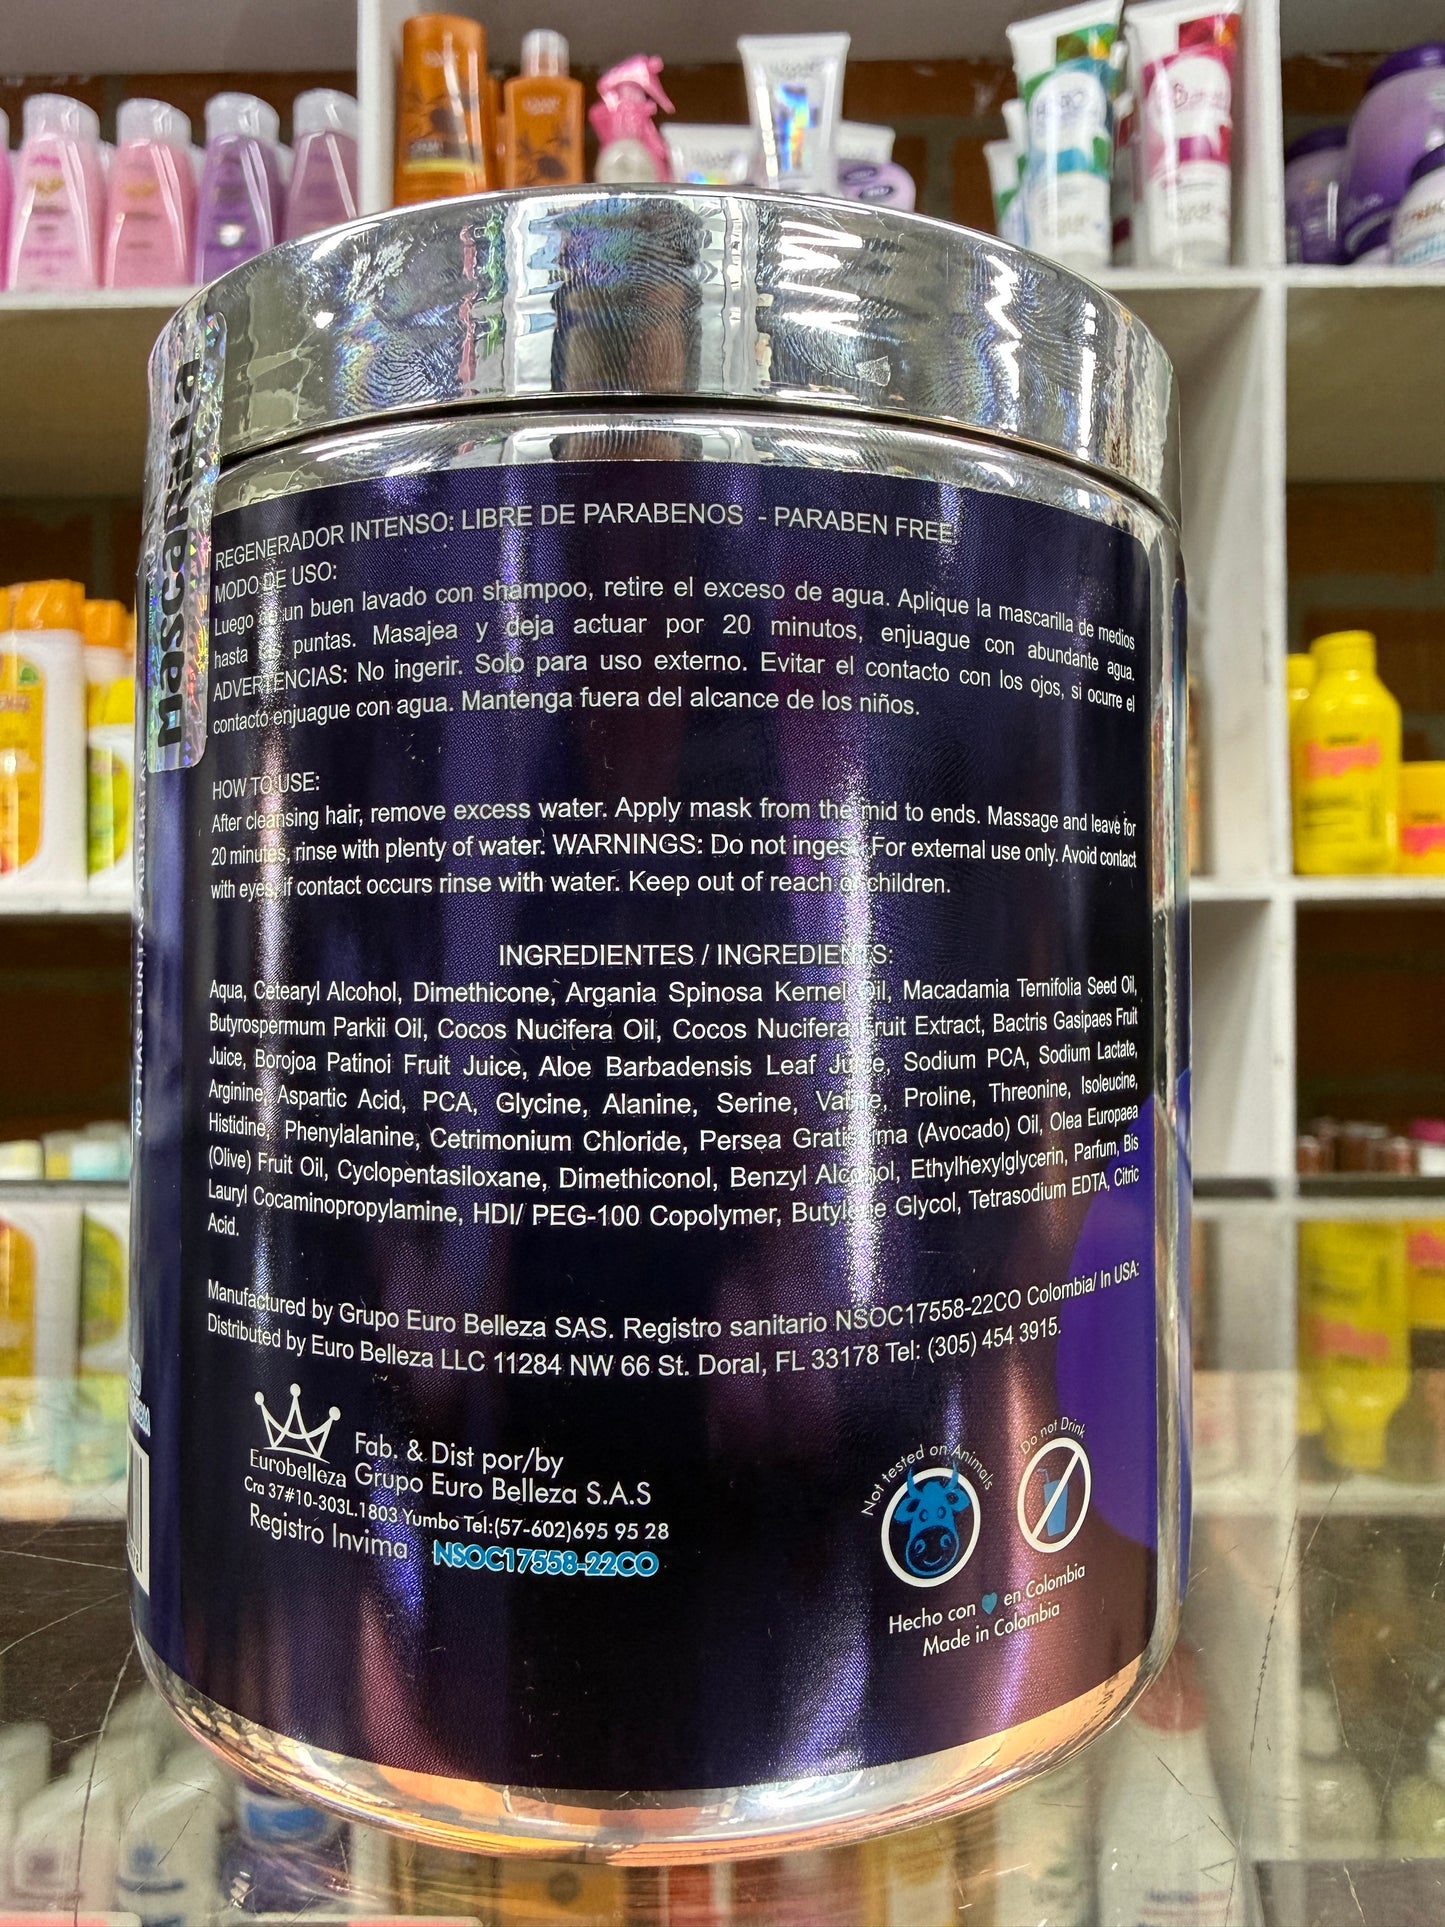 Mascarilla
REGENERADOR INTENSO: LIBRE DE PARABENOS - PARABEN FREE
MODO DE USO:
Luego de un buen lavado con shampoo, retire el exceso de agua. Aplique la mascarilla de medios
hasta las puntas. Masajea y deja actuar por 20 minutos, enjuague con abundante agua.
ADVERTENCIAS: No ingerir. Solo para uso externo. Evitar el contacto con los ojos, si ocurre el
contacto enjuague con agua. Mantenga fuera del alcance de los niños.
HOW TO USE:
After cleansing hair, remove excess water. Apply mask from the mid to ends. Massage and leave for
20 minutes, rinse with plenty of water. WARNINGS: Do not ingest. For external use only. Avoid contact
with eyes, if contact occurs rinse with water. Keep out of reach of children.
INGREDIENTES / INGREDIENTS:
Aqua, Cetearyl Alcohol, Dimethicone, Argania Spinosa Kernel Oil, Macadamia Ternifolia Seed Oil,
Butyrospermum Parkii Oil, Cocos Nucifera Oil, Cocos Nucifera Fruit Extract, Bactris Gasipaes Fruit
Juice, Borojoa Patinoi Fruit Juice, Aloe Barbadensis Leaf Juice, Sodium PCA, Sodium Lactate,
Arginine, Aspartic Acid, PCA, Glycine, Alanine, Serine, Valine, Proline, Threonine, Isoleucine,
Histidine, Phenylalanine, Cetrimonium Chloride, Persea Gratissima (Avocado) Oil, Olea Europaea
(Olive) Fruit Oil, Cyclopentasiloxane, Dimethiconol, Benzyl Alcohol, Ethylhexylglycerin, Parfum, Bis
Lauryl Cocaminopropylamine, HDI/ PEG-100 Copolymer, Butylene Glycol, Tetrasodium EDTA, Citric
Acid.
Manufactured by Grupo Euro Belleza SAS. Registro sanitario NSOC17558-22CO Colombia/ In USA:
Distributed by Euro Belleza LLC 11284 NW 66 St. Doral, FL 33178 Tel: (305) 454 3915.
Eurobelleza
Fab. & Dist por/by
Grupo Euro Belleza S.A.S
Cra 37#10-303L.1803 Yumbo Tel:(57-602)695 95 28
Registro Invima NSOC17558-22CO
Not tested on Animals
Do not Drink
Hecho con en Colombia
Made in Colombia
NO MAS PUNTAS ABIERTAS